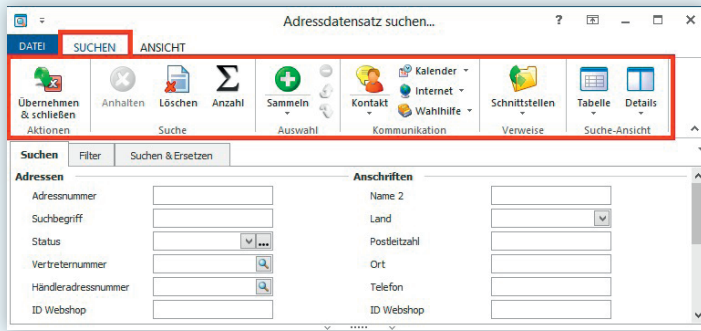 Adressdatensatz suchen...
DATEI SUCHEN ANSICHT
Übernehmen & schließen
Anhalten
Löschen
Anzahl
Sammeln
Kontakt
Kalender
Internet
Wahlhilfe
Schnittstellen
Tabelle
Details
Aktionen Suche Auswahl Kommunikation Verweise Suche-Ansicht
Suchen Filter Suchen & Ersetzen
Adressen
Adressnummer
Suchbegriff
Status
Vertreternummer
Händleradressnummer
ID Webshop
Anschriften
Name 2
Land
Postleitzahl
Ort
Telefon
ID Webshop